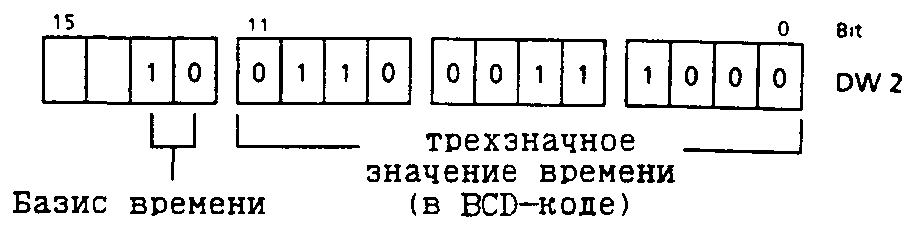 15 11 0 Bit
1 0 0 1 1 0 0 0 1 1 1 0 0 0 DW 2
трехзначное
значение времени
Базис времени (в BCD-коде)